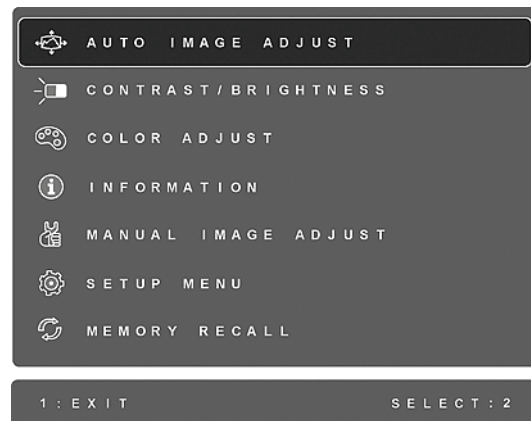 AUTO IMAGE ADJUST
CONTRAST/BRIGHTNESS
COLOR ADJUST
INFORMATION
MANUAL IMAGE ADJUST
SETUP MENU
MEMORY RECALL
1:EXIT SELECT:2